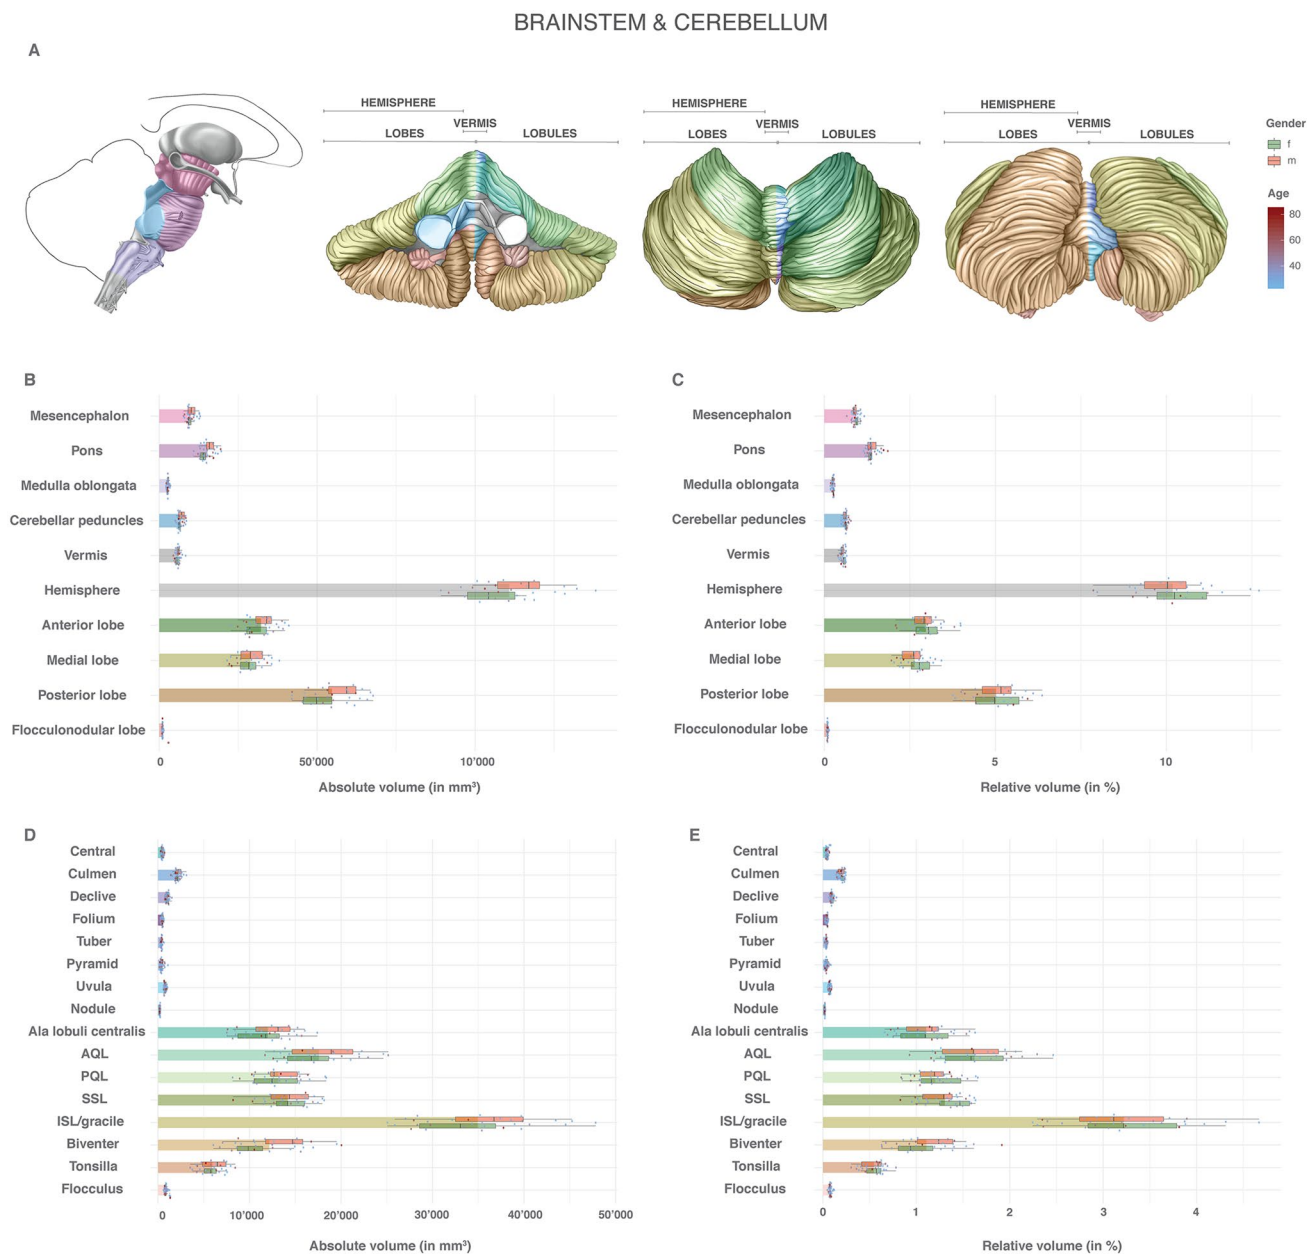 BRAINSTEM & CEREBELLUM
A
HEMISPHERE
VERMIS
LOBES
LOBULES
HEMISPHERE
VERMIS
LOBES
LOBULES
HEMISPHERE
VERMIS
LOBES
LOBULES
Gender
f
m
Age
80
60
40
B
Mesencephalon
Pons
Medulla oblongata
Cerebellar peduncles
Vermis
Hemisphere
Anterior lobe
Medial lobe
Posterior lobe
Flocculonodular lobe
0
50'000
10'000
Absolute volume (in mm³)
C
Mesencephalon
Pons
Medulla oblongata
Cerebellar peduncles
Vermis
Hemisphere
Anterior lobe
Medial lobe
Posterior lobe
Flocculonodular lobe
0
5
10
Relative volume (in %)
D
Central
Culmen
Declive
Folium
Tuber
Pyramid
Uvula
Nodule
Ala lobuli centralis
AQL
PQL
SSL
ISL/gracile
Biventer
Tonsilla
Flocculus
0
10'000
20'000
30'000
40'000
50'000
Absolute volume (in mm³)
E
Central
Culmen
Declive
Folium
Tuber
Pyramid
Uvula
Nodule
Ala lobuli centralis
AQL
PQL
SSL
ISL/gracile
Biventer
Tonsilla
Flocculus
0
1
2
3
4
Relative volume (in %)